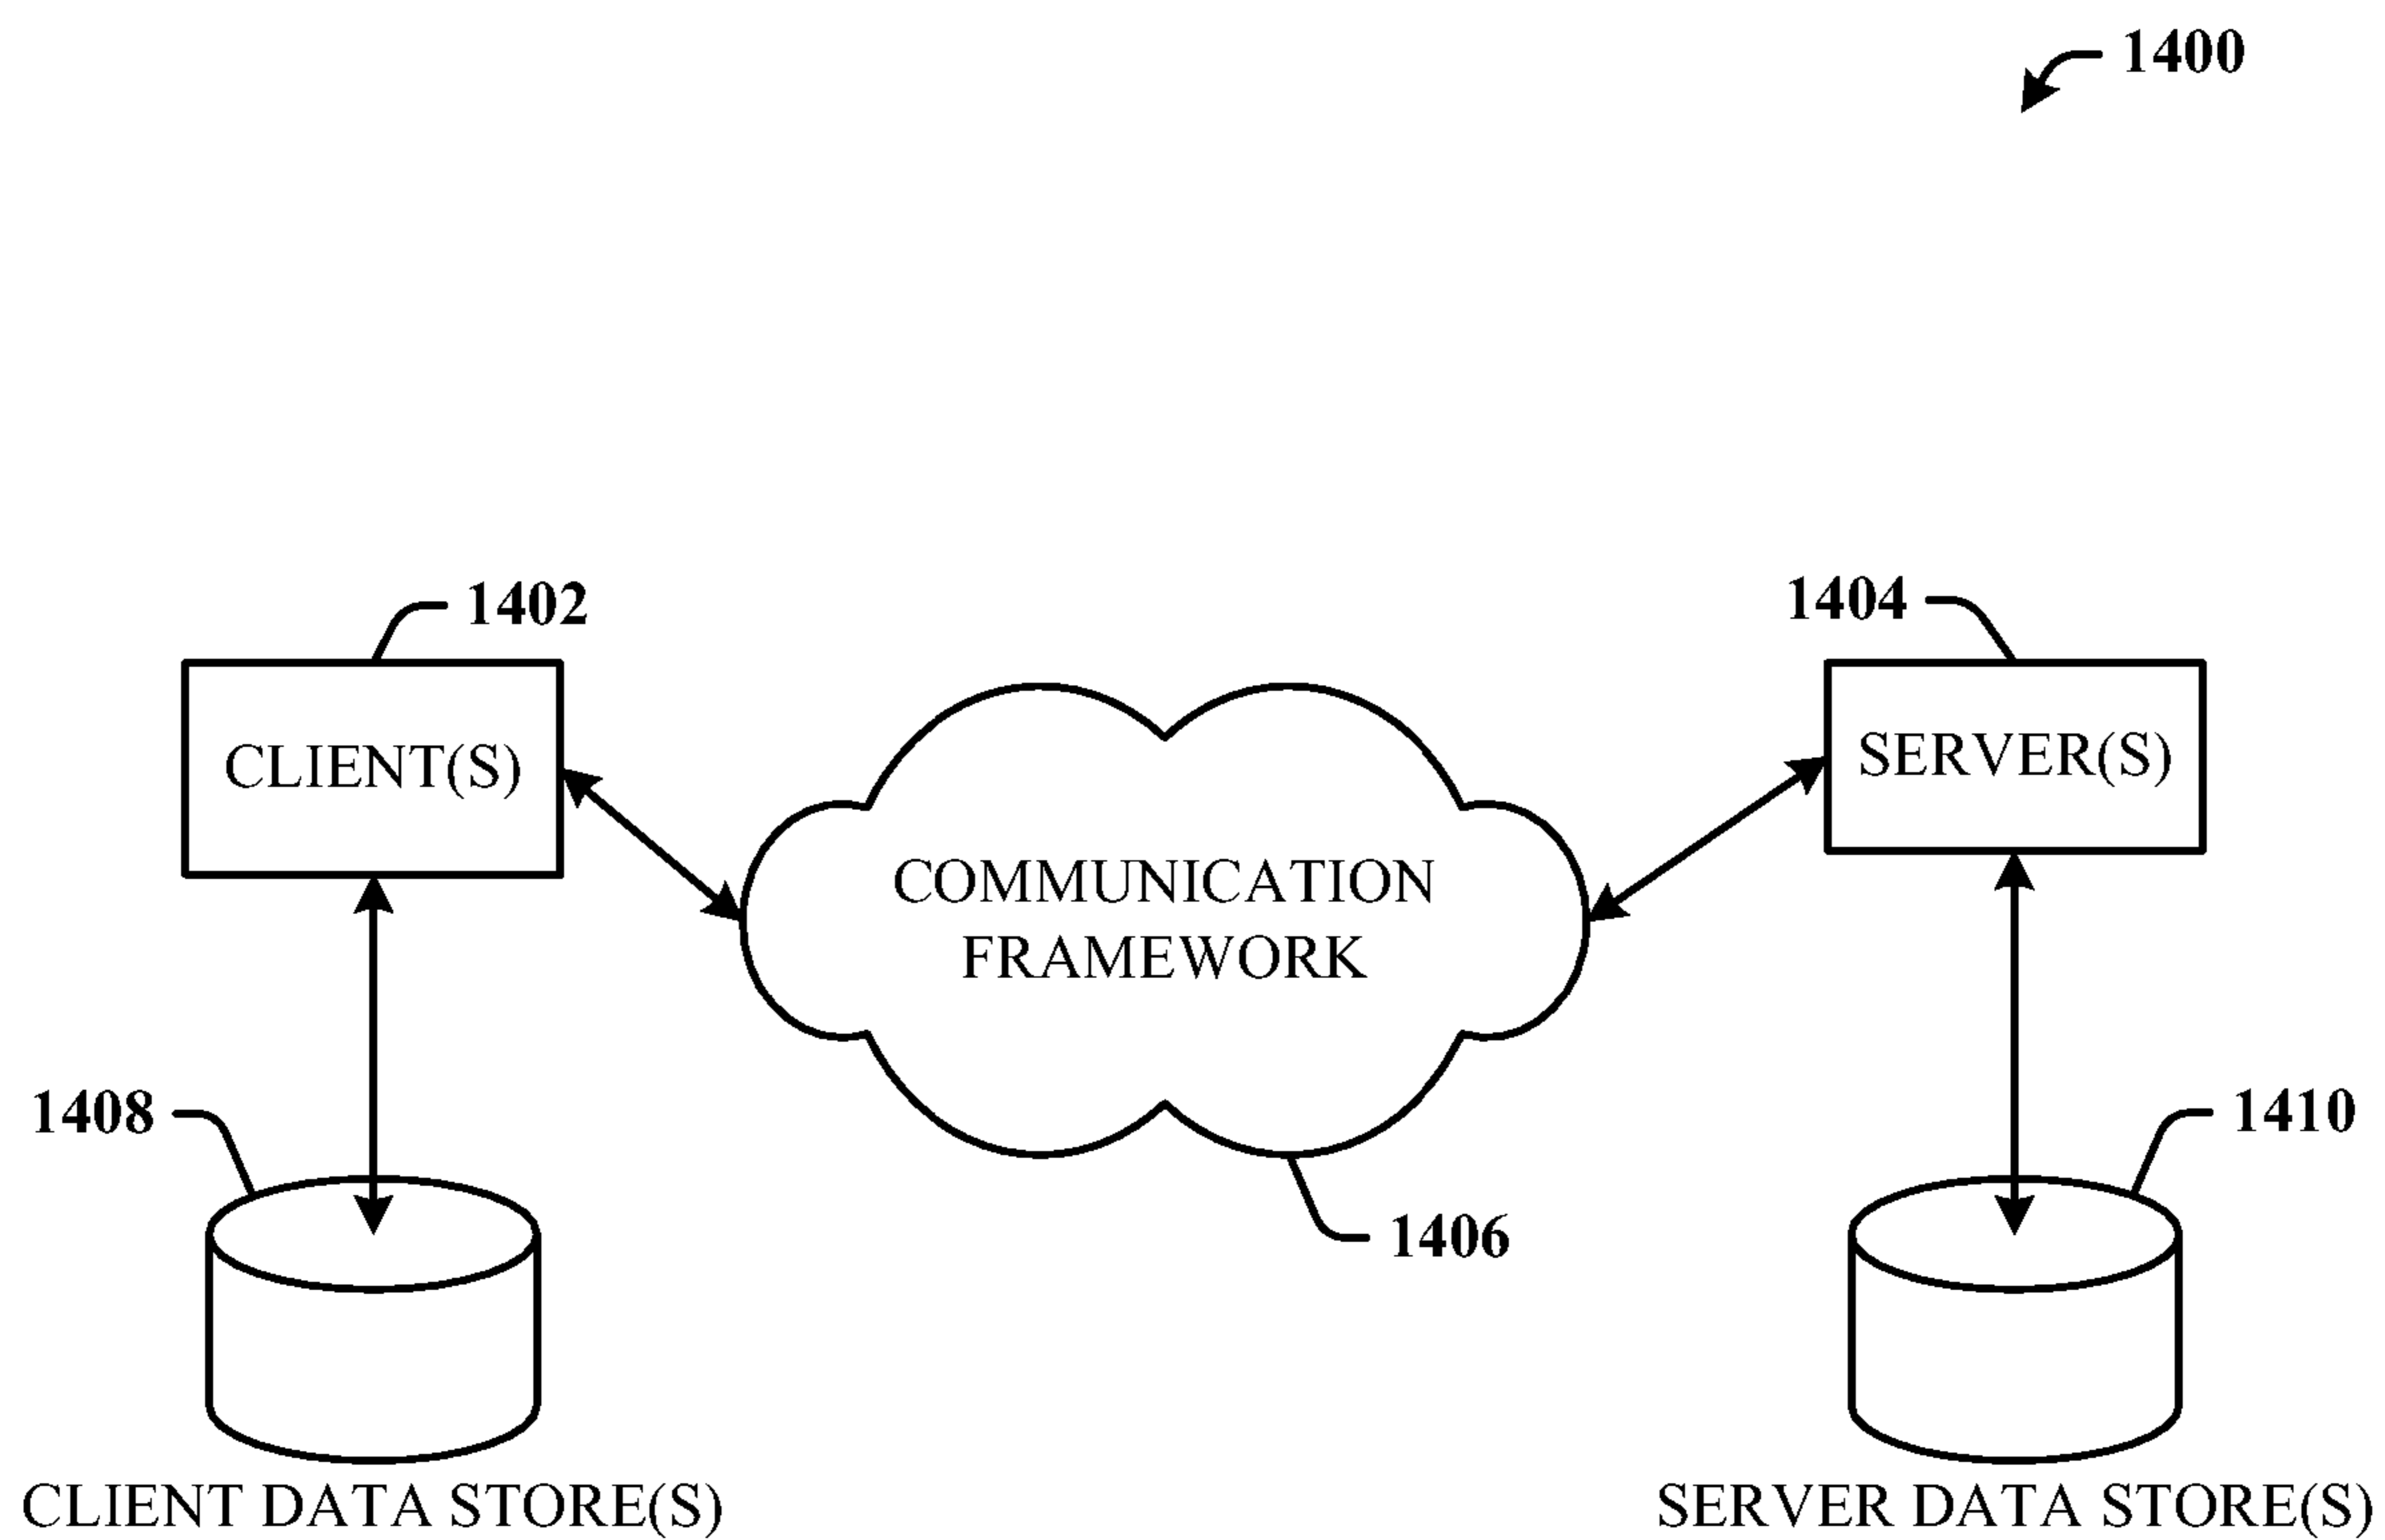 1400
1402
1404
CLIENT(S)
SERVER(S)
COMMUNICATION
FRAMEWORK
1408
1410
1406
CLIENT DATA STORE(S)
SERVER DATA STORE(S)